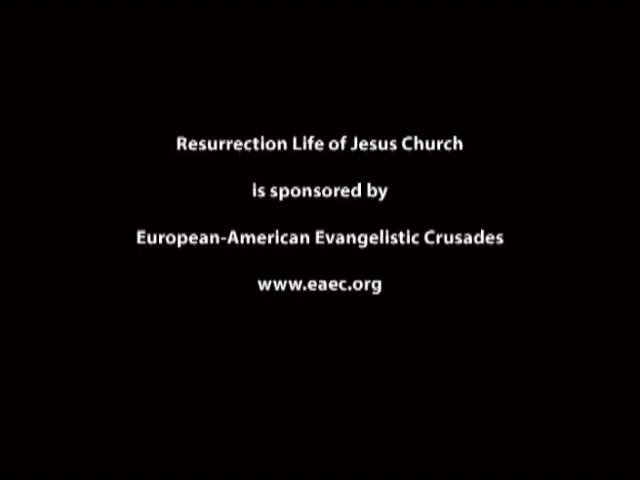 Resurrection Life of Jesus Church
is sponsored by
European-American Evangelistic Crusades
www.eaec.org